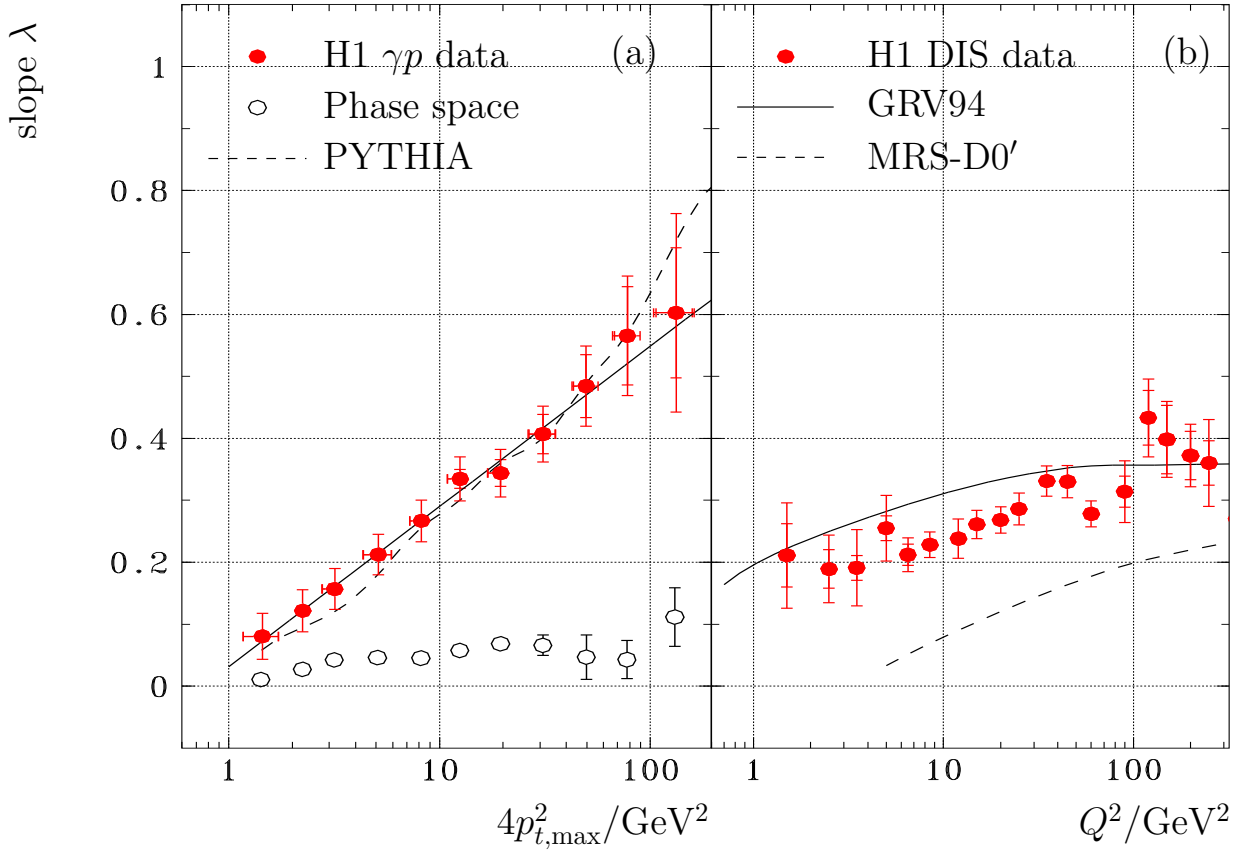 slope λ
H1 γp data (a)
Phase space
PYTHIA
H1 DIS data (b)
GRV94
MRS-D0′
1
0.8
0.6
0.4
0.2
0
1 10 100
1 10 100
4p²t,max/GeV²
Q²/GeV²